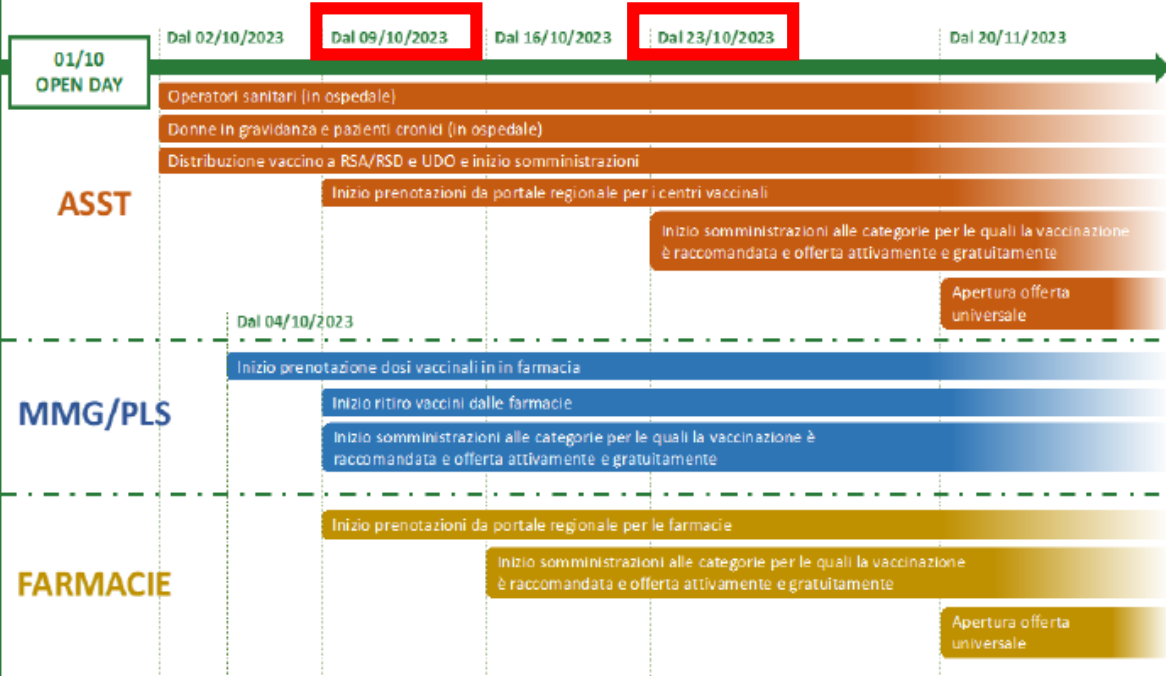 Dal 02/10/2023
Dal 09/10/2023
Dal 16/10/2023
Dal 23/10/2023
Dal 20/11/2023
01/10
OPEN DAY
Operatori sanitari (in ospedale)
Donne in gravidanza e pazienti cronici (in ospedale)
Distribuzione vaccino a RSA/RSD e UDO e inizio somministrazioni
ASST
Inizio prenotazioni da portale regionale per i centri vaccinali
Inizio somministrazioni alle categorie per le quali la vaccinazione
è raccomandata e offerta attivamente e gratuitamente
Apertura offerta
universale
Dal 04/10/2023
Inizio prenotazione dosi vaccinali in in farmacia
MMG/PLS
Inizio ritiro vaccini dalle farmacie
Inizio somministrazioni alle categorie per le quali la vaccinazione è
raccomandata e offerta attivamente e gratuitamente
Inizio prenotazioni da portale regionale per le farmacie
FARMACIE
Inizio somministrazioni alle categorie per le quali la vaccinazione
è raccomandata e offerta attivamente e gratuitamente
Apertura offerta
universale